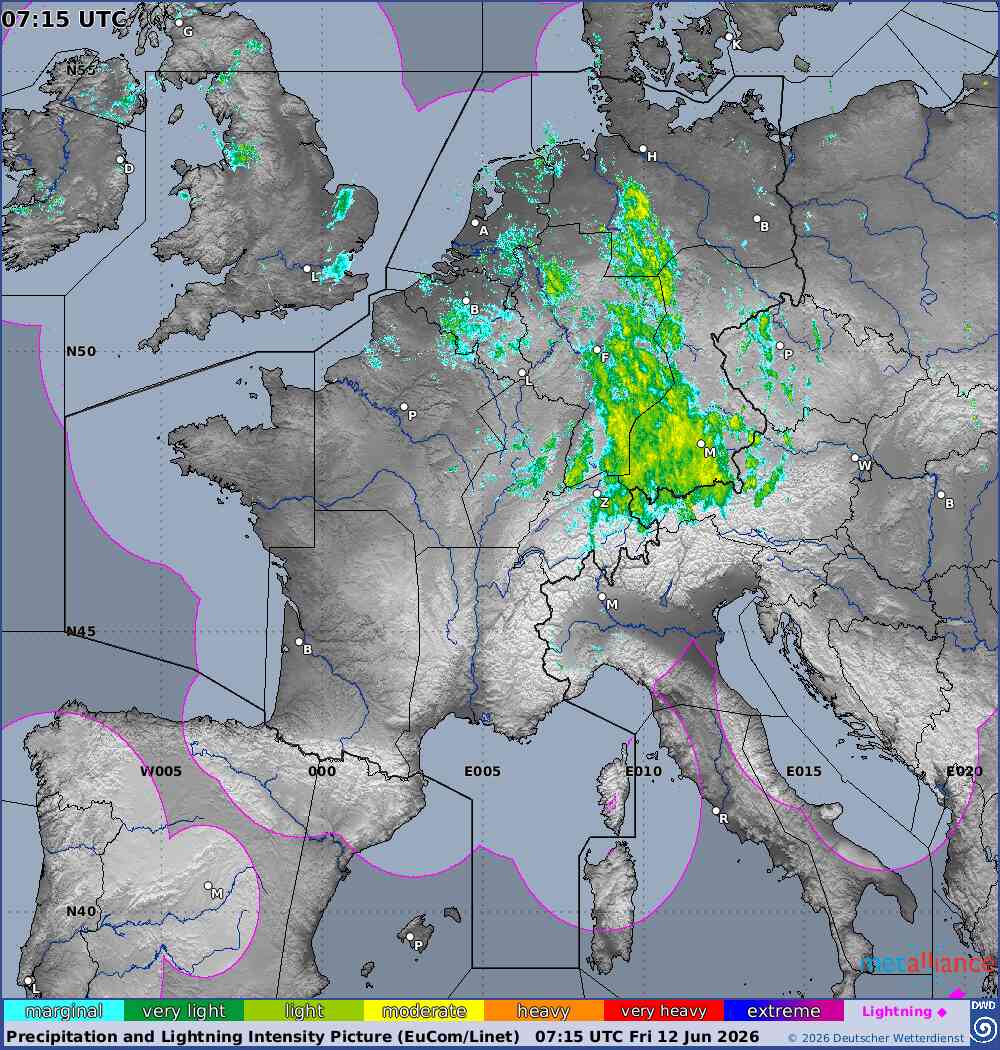 07:15 UTC
G
K
N55
D
H
A
B
L
B
N50
F
P
L
P
M
W
Z
B
M
N45
B
W005
000
E005
E010
E015
E020
R
M
N40
P
metalliance
L
marginal very light light moderate heavy very heavy extreme Lightning ◆
DWD
Precipitation and Lightning Intensity Picture (EuCom/Linet) 07:15 UTC Fri 12 Jun 2026 © 2026 Deutscher Wetterdienst